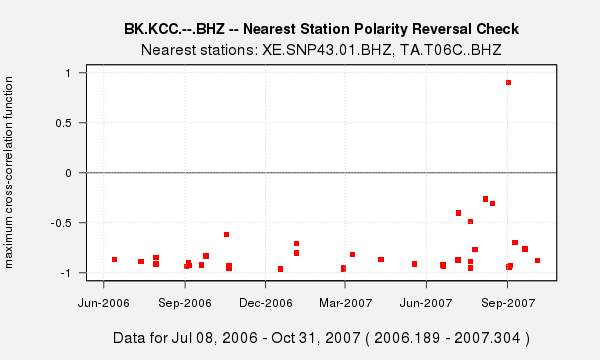 BK.KCC.--.BHZ -- Nearest Station Polarity Reversal Check
Nearest stations: XE.SNP43.01.BHZ, TA.T06C..BHZ
maximum cross-correlation function
1
0.5
0
-0.5
-1
Jun-2006 Sep-2006 Dec-2006 Mar-2007 Jun-2007 Sep-2007
Data for Jul 08, 2006 - Oct 31, 2007 ( 2006.189 - 2007.304 )